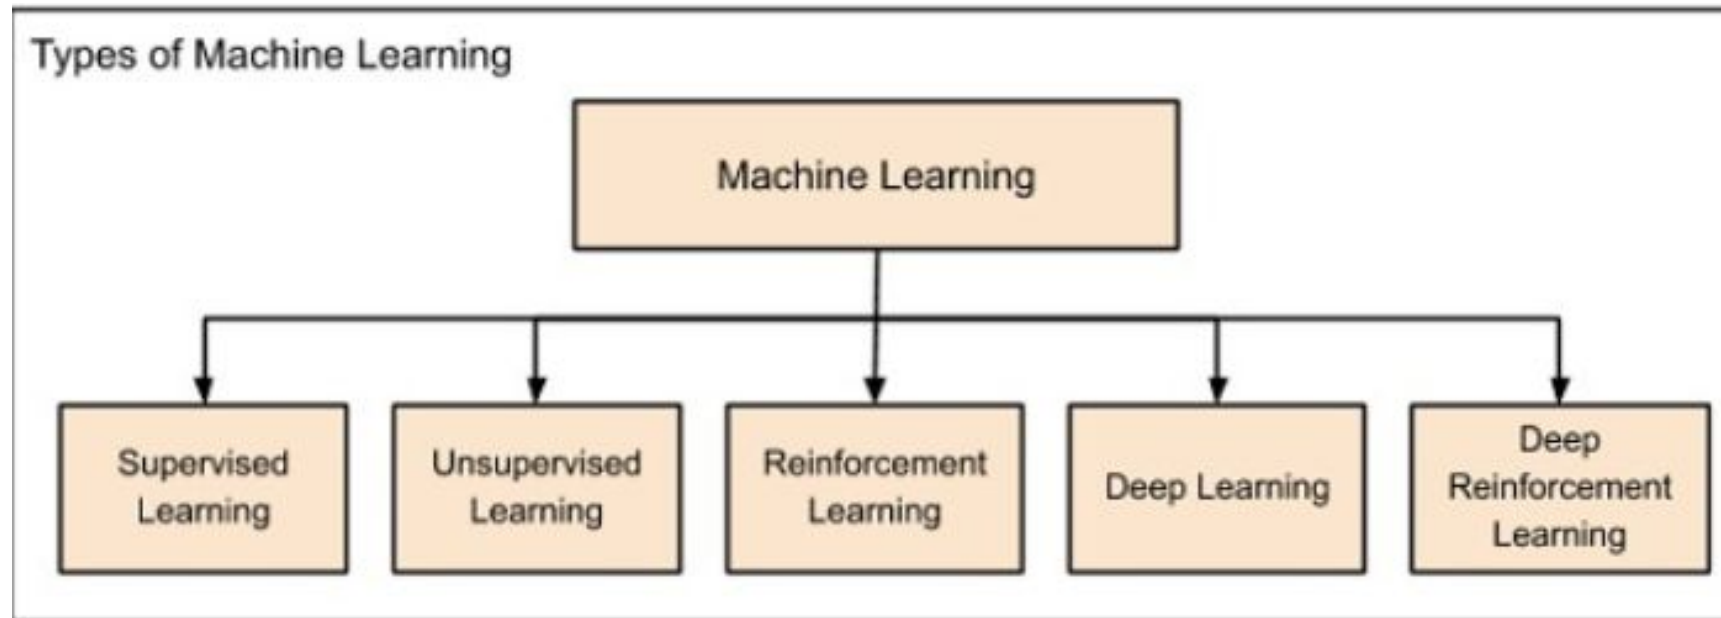 Types of Machine Learning
Machine Learning
Supervised
Learning
Unsupervised
Learning
Reinforcement
Learning
Deep Learning
Deep
Reinforcement
Learning